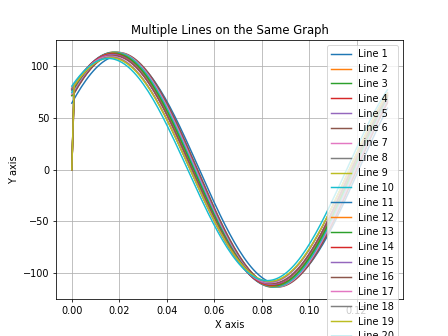 Multiple Lines on the Same Graph
Y axis
100
50
0
−50
−100
0.00
0.02
0.04
0.06
0.08
0.10
X axis
Line 1
Line 2
Line 3
Line 4
Line 5
Line 6
Line 7
Line 8
Line 9
Line 10
Line 11
Line 12
Line 13
Line 14
Line 15
Line 16
Line 17
Line 18
Line 19
Line 20